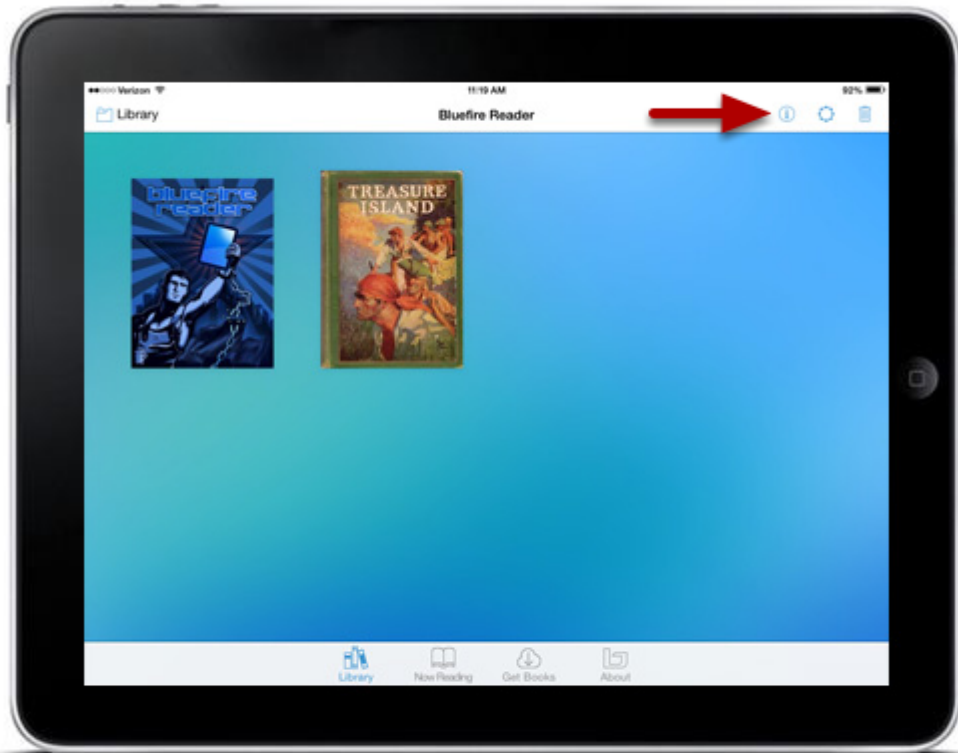 Verizon 11:19 AM 92%
Library Bluefire Reader
bluefire
reader
TREASURE
ISLAND
Library Now Reading Get Books About